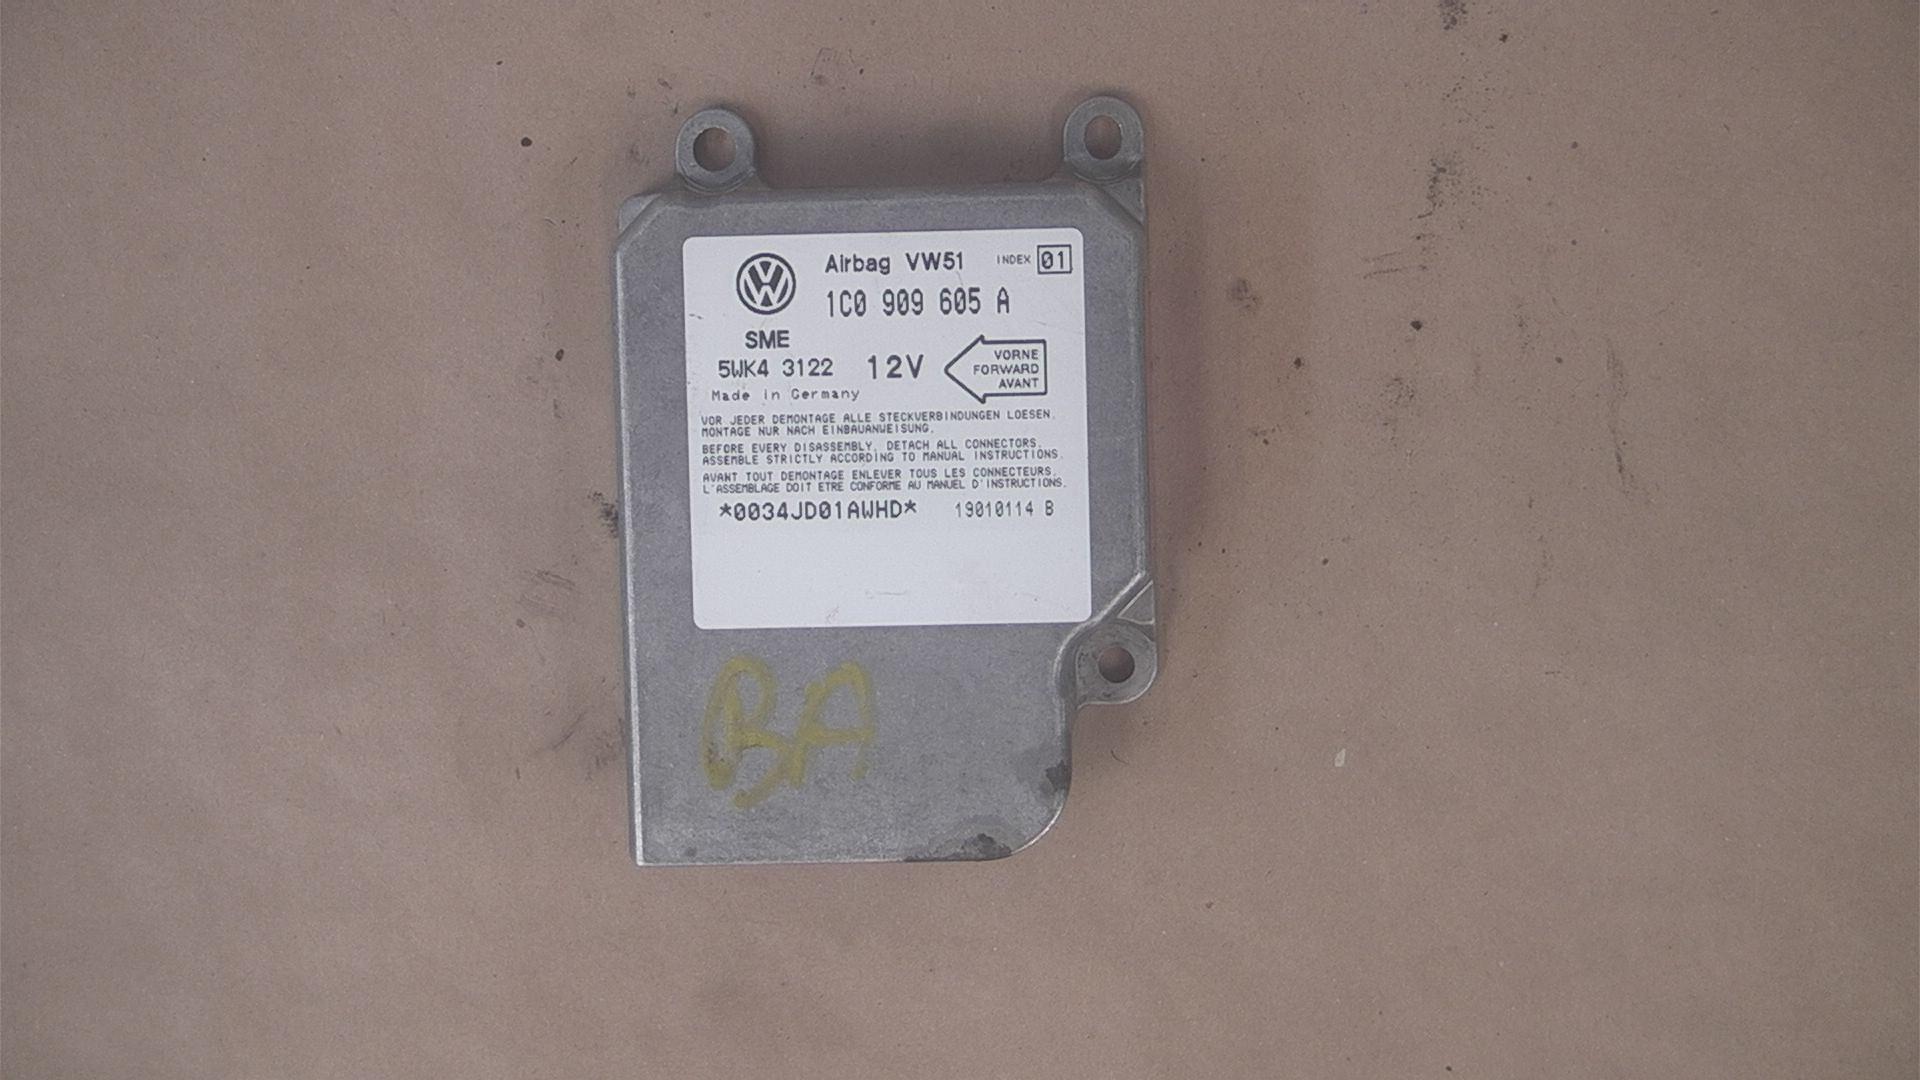 Airbag VW51 INDEX 01
1C0 909 605 A
SME
5WK4 3122 12V
VORNE
FORWARD
AVANT
Made in Germany
VOR JEDER DEMONTAGE ALLE STECKVERBINDUNGEN LOESEN.
MONTAGE NUR NACH EINBAUANWEISUNG.
BEFORE EVERY DISASSEMBLY, DETACH ALL CONNECTORS.
ASSEMBLE STRICTLY ACCORDING TO MANUAL INSTRUCTIONS.
AVANT TOUT DEMONTAGE ENLEVER TOUS LES CONNECTEURS.
L'ASSEMBLAGE DOIT ETRE CONFORME AU MANUEL D'INSTRUCTIONS.
*0034JD01AWHD* 19010114 B
BA